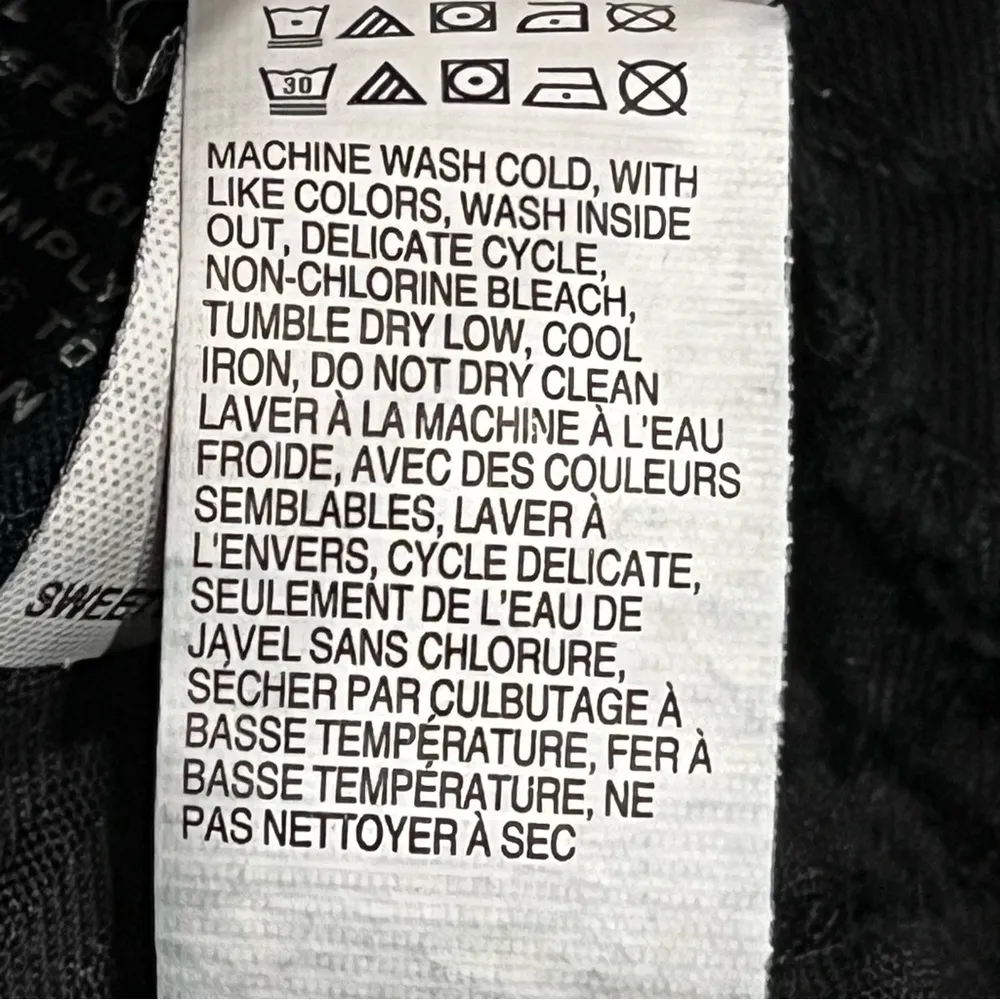 30
MACHINE WASH COLD, WITH
LIKE COLORS, WASH INSIDE
OUT, DELICATE CYCLE,
NON-CHLORINE BLEACH,
TUMBLE DRY LOW, COOL
IRON, DO NOT DRY CLEAN
LAVER À LA MACHINE À L'EAU
FROIDE, AVEC DES COULEURS
SEMBLABLES, LAVER À
L'ENVERS, CYCLE DELICATE,
SEULEMENT DE L'EAU DE
JAVEL SANS CHLORURE,
SÉCHER PAR CULBUTAGE À
BASSE TEMPÉRATURE, FER À
BASSE TEMPÉRATURE, NE
PAS NETTOYER À SEC
TO